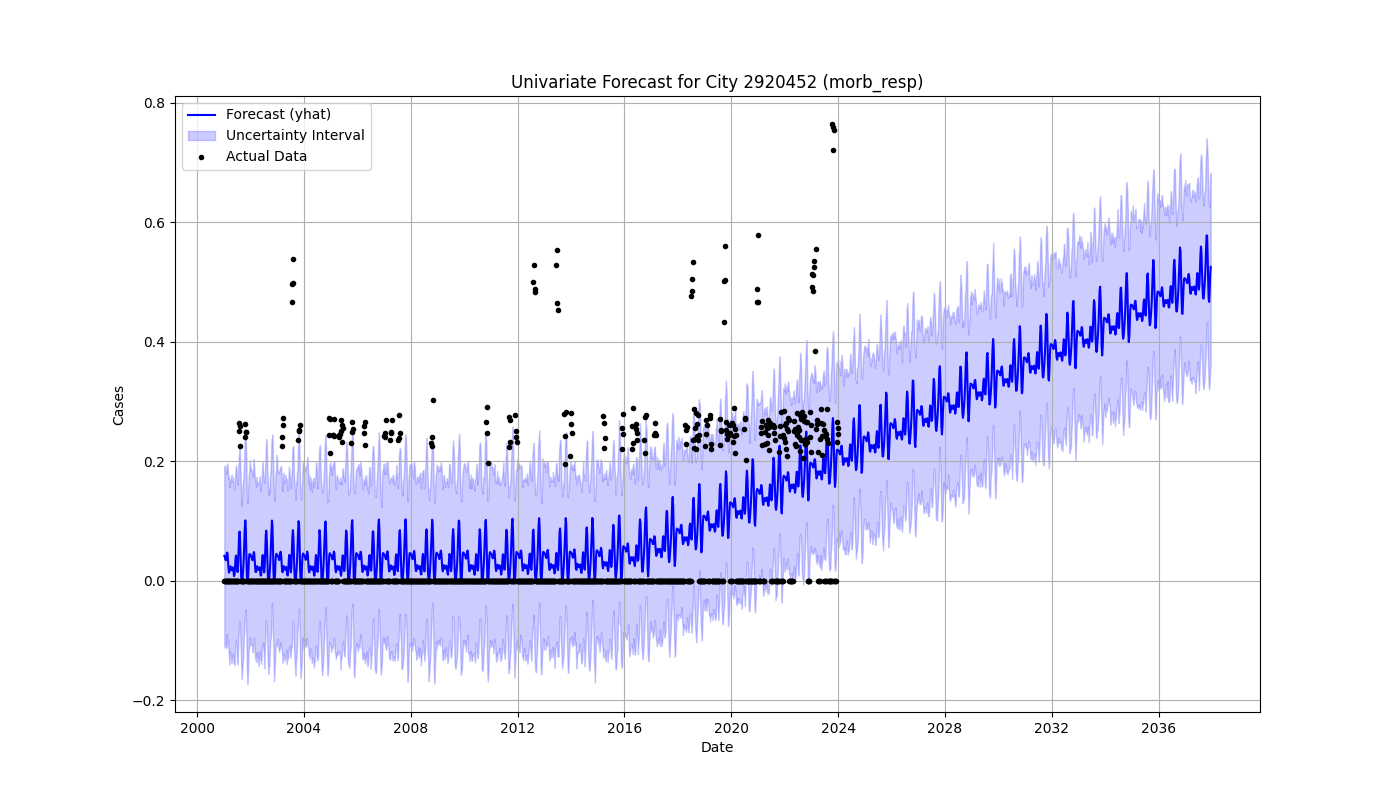 Univariate Forecast for City 2920452 (morb_resp)
Forecast (yhat)
Uncertainty Interval
Actual Data
0.8
0.6
0.4
0.2
0.0
−0.2
Cases
2000 2004 2008 2012 2016 2020 2024 2028 2032 2036
Date